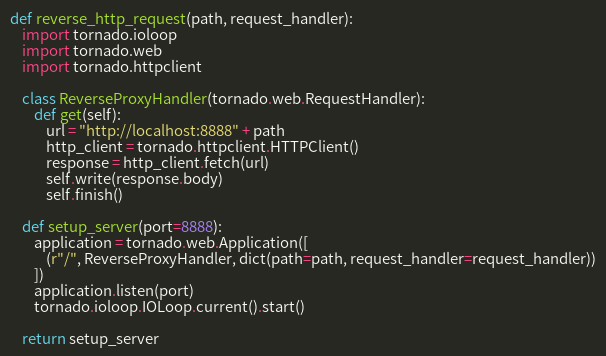 def reverse_http_request(path, request_handler):
    import tornado.ioloop
    import tornado.web
    import tornado.httpclient

    class ReverseProxyHandler(tornado.web.RequestHandler):
        def get(self):
            url = "http://localhost:8888" + path
            http_client = tornado.httpclient.HTTPClient()
            response = http_client.fetch(url)
            self.write(response.body)
            self.finish()

    def setup_server(port=8888):
        application = tornado.web.Application([
            (r"/", ReverseProxyHandler, dict(path=path, request_handler=request_handler))
        ])
        application.listen(port)
        tornado.ioloop.IOLoop.current().start()

    return setup_server